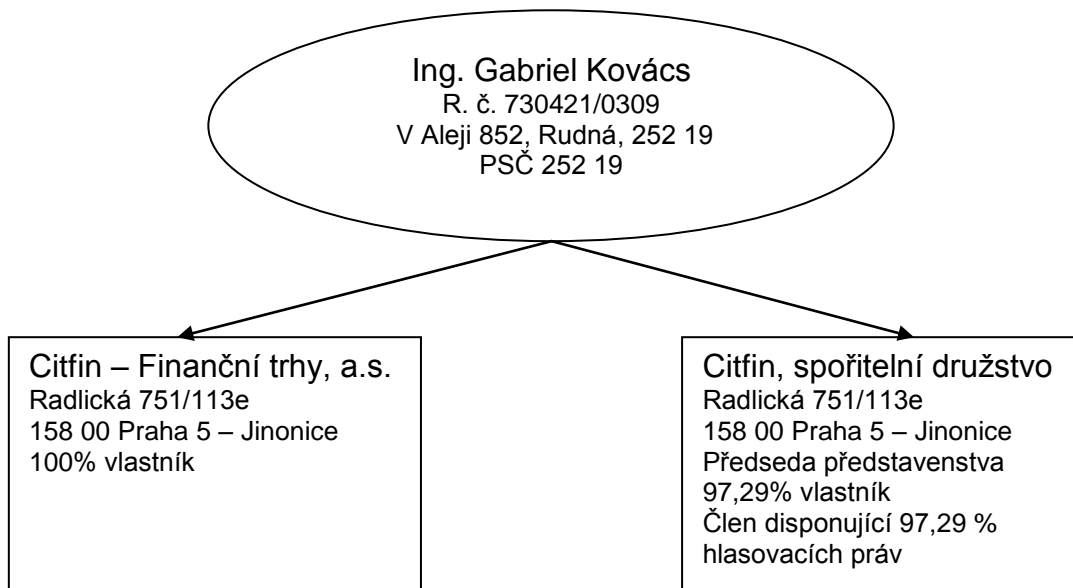 Ing. Gabriel Kovács
R. č. 730421/0309
V Aleji 852, Rudná, 252 19
PSČ 252 19
Citfin – Finanční trhy, a.s.
Radlická 751/113e
158 00 Praha 5 – Jinonice
100% vlastník
Citfin, spořitelní družstvo
Radlická 751/113e
158 00 Praha 5 – Jinonice
Předseda představenstva
97,29% vlastník
Člen disponující 97,29 %
hlasovacích práv